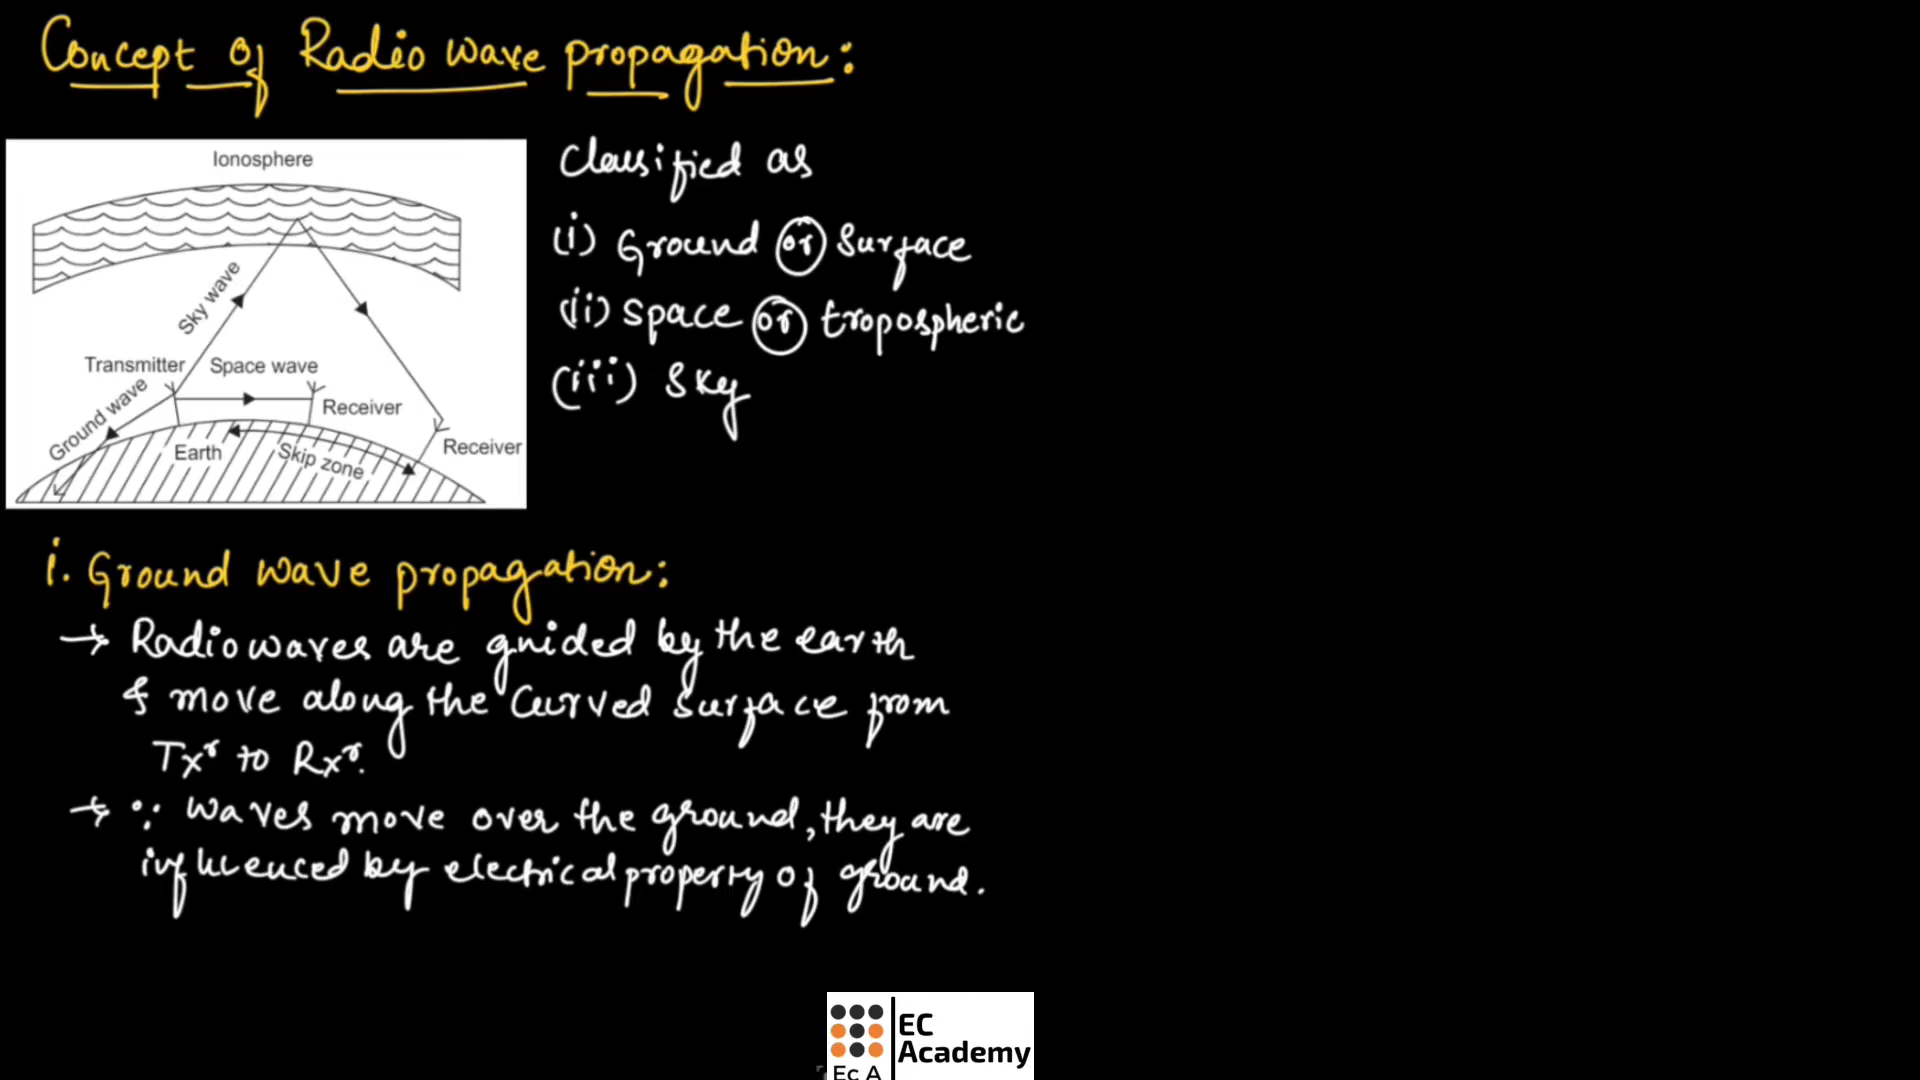 Concept of Radio wave propagation:
Ionosphere
Sky wave
Transmitter
Space wave
Ground wave
Receiver
Receiver
Earth
Skip zone
Classified as
(i) Ground or Surface
(ii) Space or tropospheric
(iii) Sky
i. Ground wave propagation:
→ Radio waves are guided by the earth
& move along the curved surface from
Txr to Rxr.
→ ∵ waves move over the ground, they are
influenced by electrical property of ground.
EC
Academy
Ec A